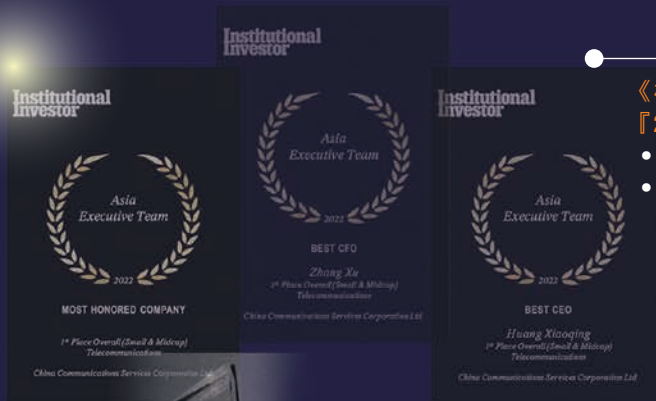 Institutional
Investor
Asia
Executive Team
2022
MOST HONORED COMPANY
1st Place Overall (Small & Midcap)
Telecommunications
China Communications Services Corporation Ltd
Institutional
Investor
Asia
Executive Team
2022
BEST CFO
Zhang Xu
1st Place Overall (Small & Midcap)
Telecommunications
China Communications Services Corporation Ltd
Institutional
Investor
Asia
Executive Team
2022
BEST CEO
Huang Xiaoqing
1st Place Overall (Small & Midcap)
Telecommunications
China Communications Services Corporation Ltd
《
『2
•
•